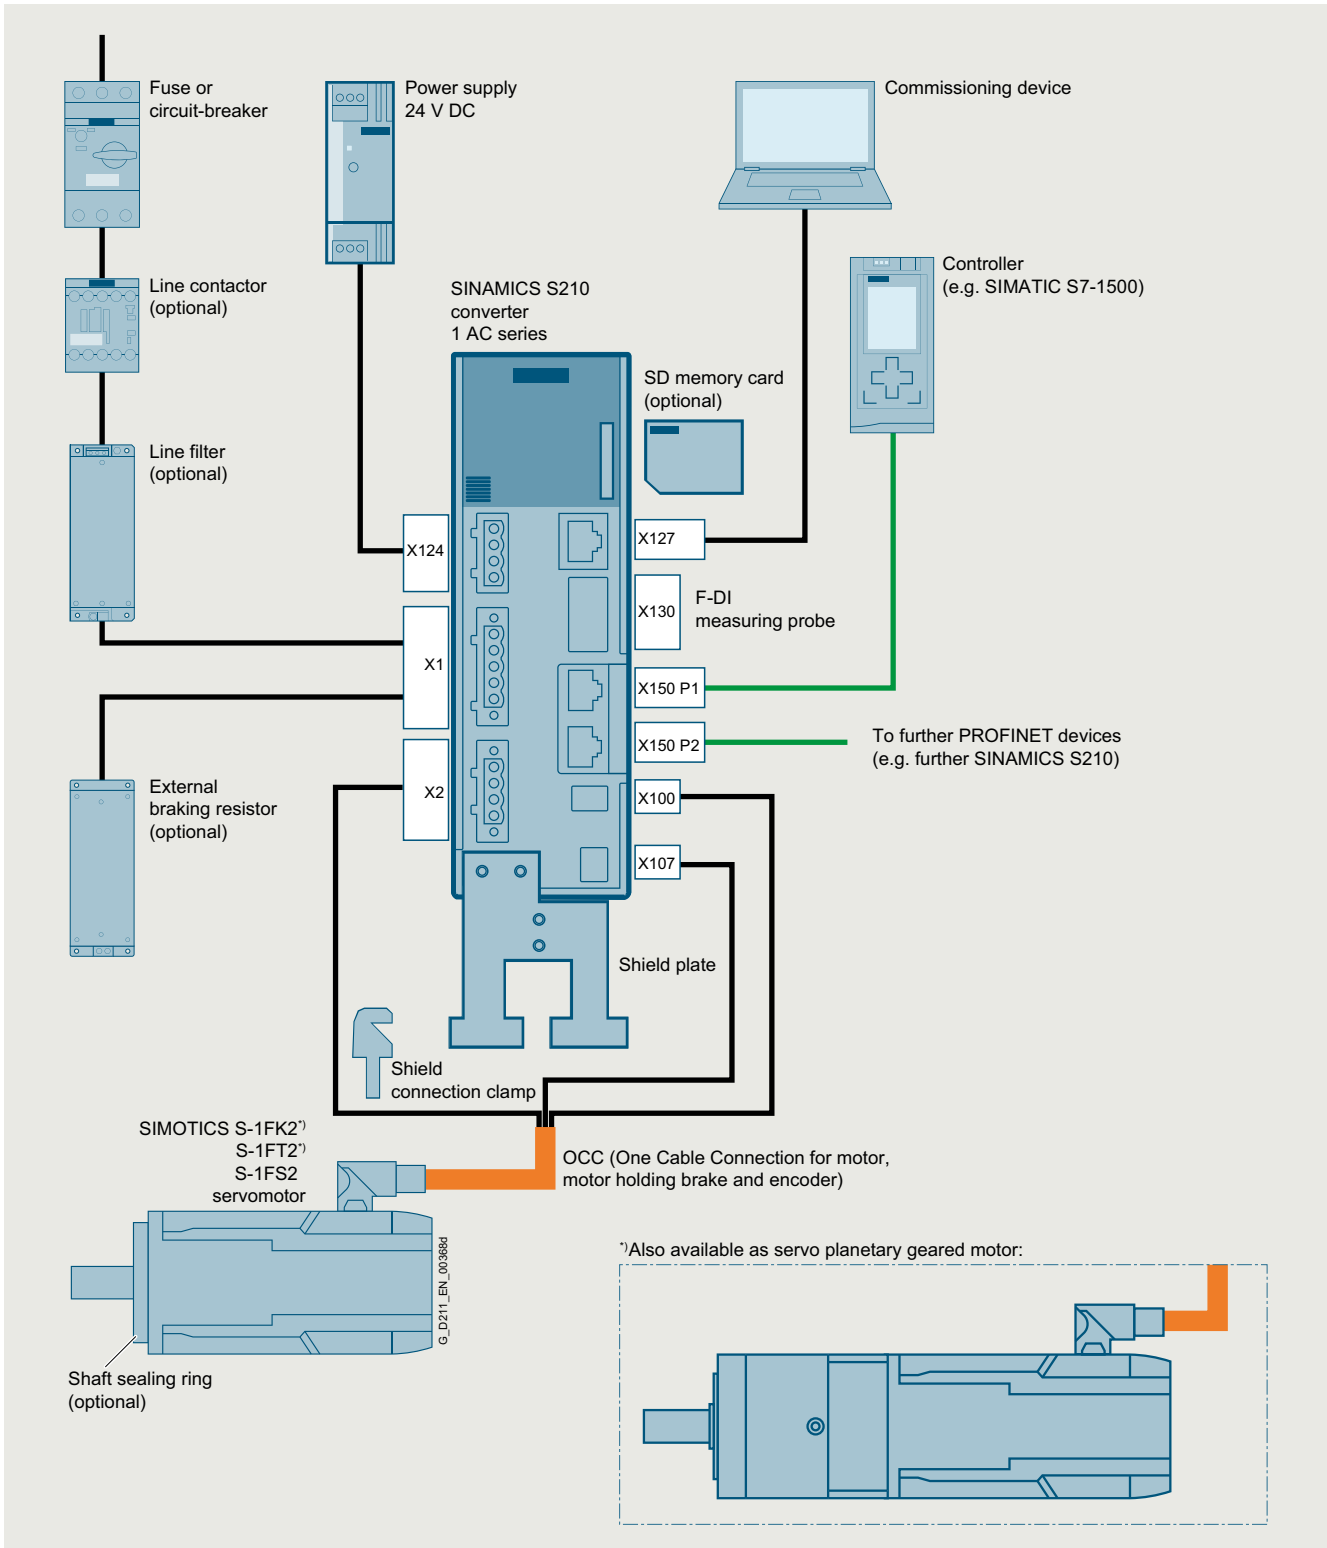 Fuse or
circuit-breaker
Power supply
24 V DC
Commissioning device
Line contactor
(optional)
Controller
(e.g. SIMATIC S7-1500)
SINAMICS S210
converter
1 AC series
SD memory card
(optional)
Line filter
(optional)
X124
X127
X130
F-DI
measuring probe
X1
X150 P1
X150 P2
To further PROFINET devices
(e.g. further SINAMICS S210)
X2
X100
External
braking resistor
(optional)
X107
Shield plate
Shield
connection clamp
SIMOTICS S-1FK2*)
S-1FT2*)
S-1FS2
servomotor
OCC (One Cable Connection for motor,
motor holding brake and encoder)
G_D211_EN_00368d
*)Also available as servo planetary geared motor:
Shaft sealing ring
(optional)